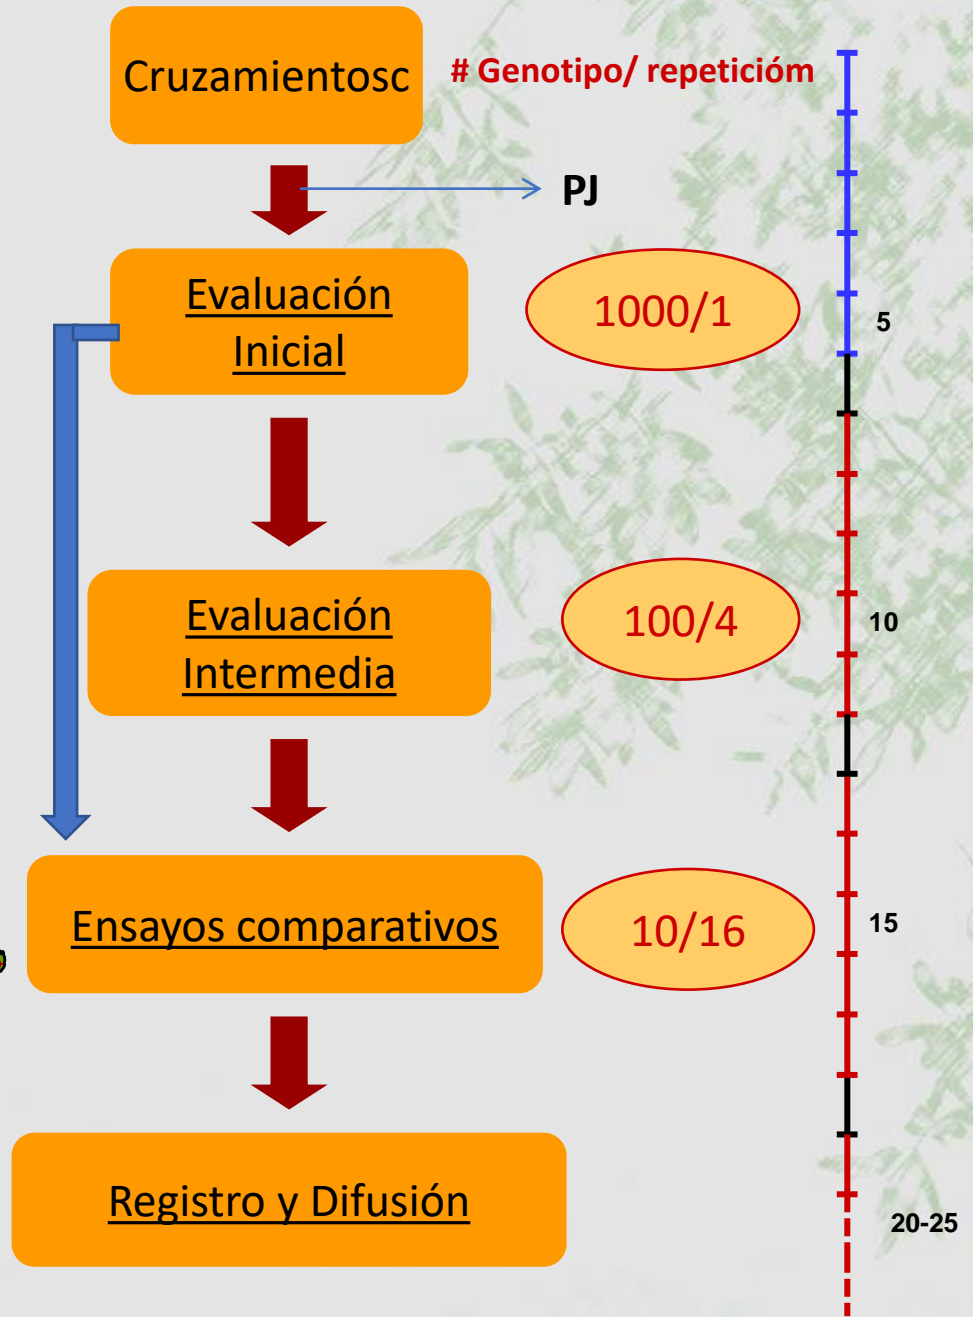 Cruzamientosc
# Genotipo/ repeticióm
PJ
Evaluación
Inicial
1000/1
5
Evaluación
Intermedia
100/4
10
Ensayos comparativos
10/16
15
Registro y Difusión
20-25